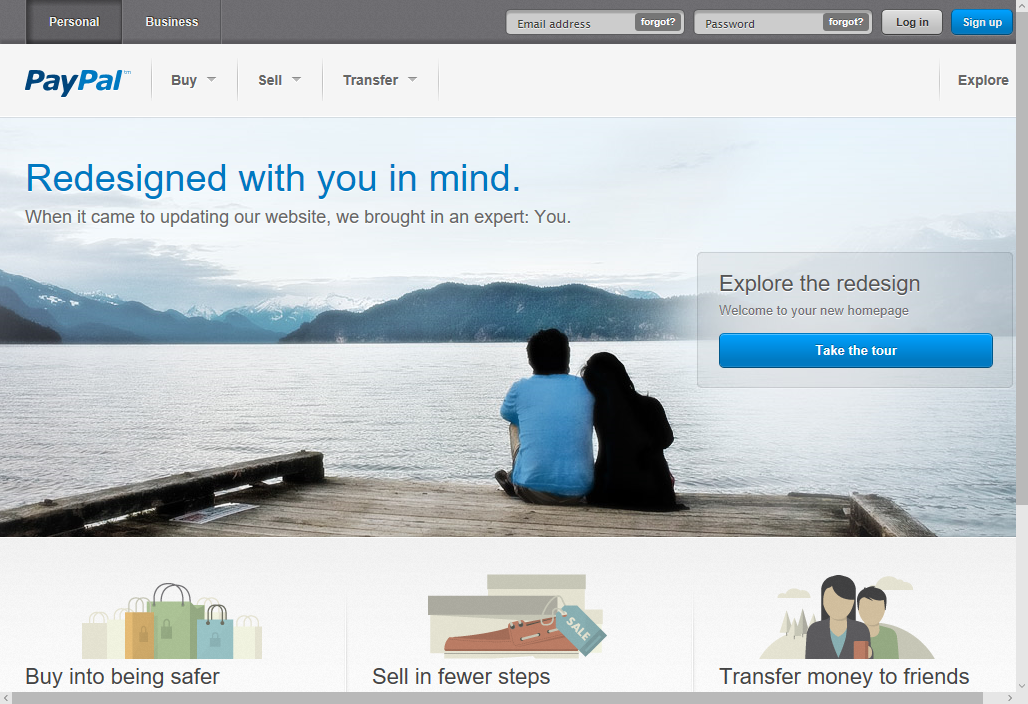 Personal
Business
Email address
forgot?
Password
forgot?
Log in
Sign up
PayPal™
Buy
Sell
Transfer
Explore
Redesigned with you in mind.
When it came to updating our website, we brought in an expert: You.
Explore the redesign
Welcome to your new homepage
Take the tour
SALE
Buy into being safer
Sell in fewer steps
Transfer money to friends